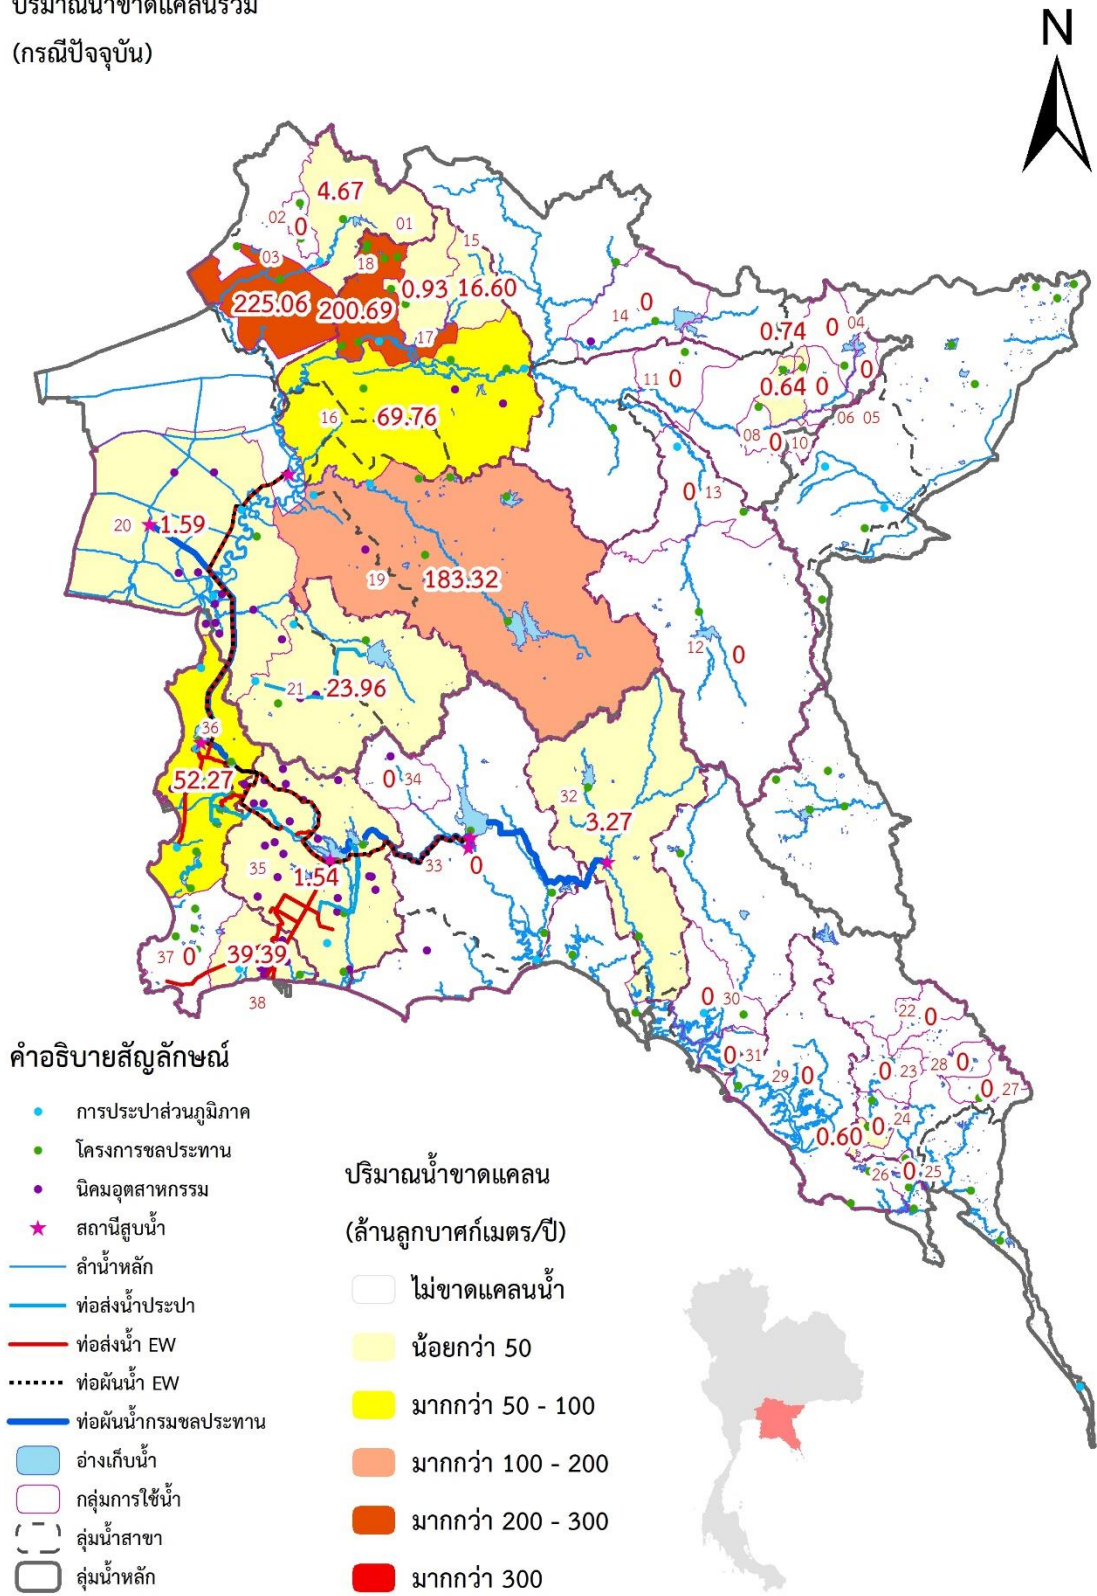 ปริมาณน้ำขาดแคลนรวม
(กรณีปัจจุบัน)
N
4.67
02
0
01
15
03
18
0.93
16.60
225.06
200.69
17
0
14
0.74
0
04
11
0
0.64
0
0
06
05
08
0
10
16
69.76
0
13
20
1.59
19
183.32
12
0
21
23.96
36
52.27
0
34
32
3.27
33
0
35
1.54
37
0
39.39
38
0
30
22
0
0
31
29
0
0
23
28
0
0
27
24
0.60
0
26
0
25
คำอธิบายสัญลักษณ์
การประปาส่วนภูมิภาค
โครงการชลประทาน
นิคมอุตสาหกรรม
สถานีสูบน้ำ
ลำน้ำหลัก
ท่อส่งน้ำประปา
ท่อส่งน้ำ EW
ท่อผันน้ำ EW
ท่อผันน้ำกรมชลประทาน
อ่างเก็บน้ำ
กลุ่มการใช้น้ำ
ลุ่มน้ำสาขา
ลุ่มน้ำหลัก
ปริมาณน้ำขาดแคลน
(ล้านลูกบาศก์เมตร/ปี)
ไม่ขาดแคลนน้ำ
น้อยกว่า 50
มากกว่า 50 - 100
มากกว่า 100 - 200
มากกว่า 200 - 300
มากกว่า 300